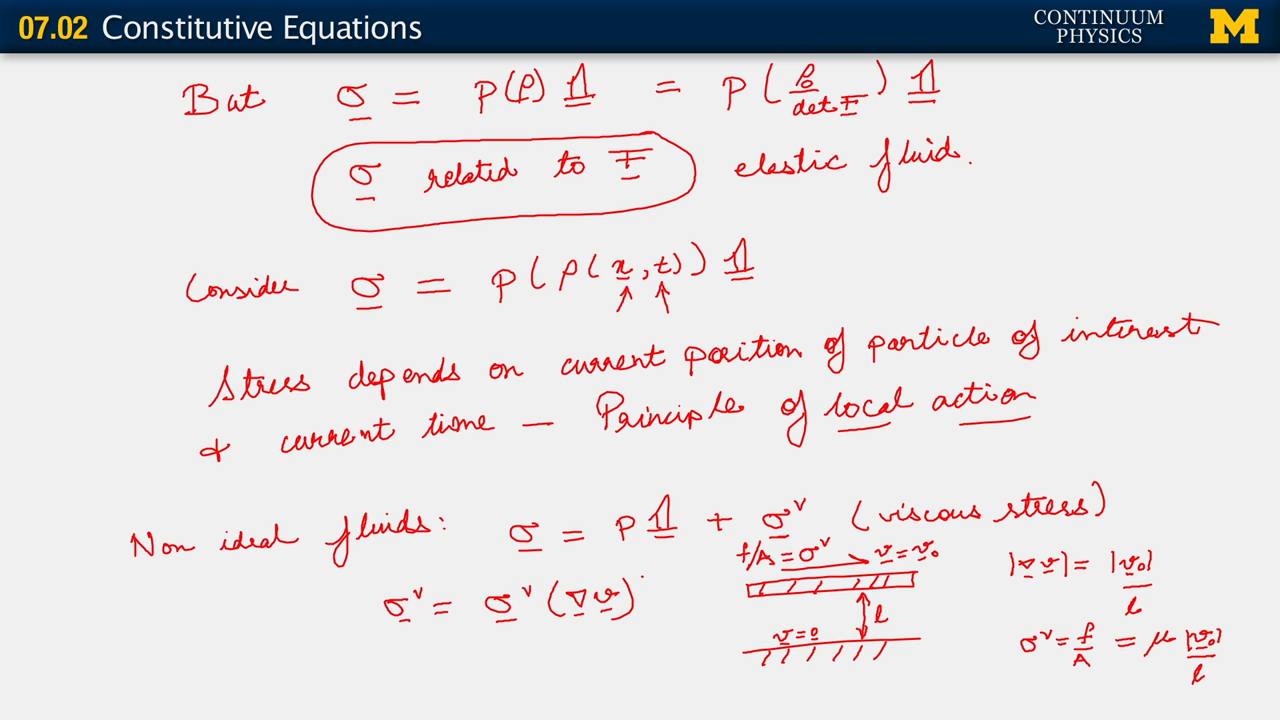 07.02 Constitutive Equations
CONTINUUM
PHYSICS
M
But σ = p(ρ) 𝟙 = p(ρ₀/det F) 𝟙
σ related to F elastic fluid.
Consider σ = p(ρ(x, t)) 𝟙
Stress depends on current position of particle of interest
& current time — Principle of local action
Non ideal fluids: σ = p 𝟙 + σᵛ (viscous stress)
f/A = σᵛ v = v₀
|∇v| = |v₀|/l
σᵛ = σᵛ(∇v)
l
v = 0
σᵛ = f/A = μ |v₀|/l